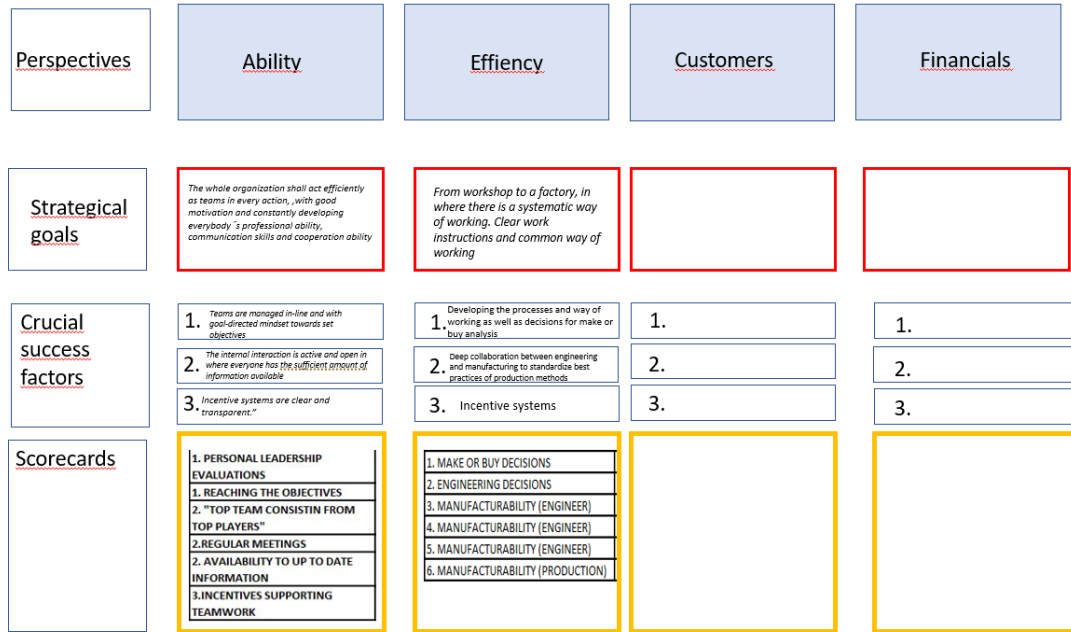 Perspectives
Ability
Effiency
Customers
Financials
Strategical
goals
The whole organization shall act efficiently
as teams in every action, ,with good
motivation and constantly developing
everybody´s professional ability,
communication skills and cooperation ability
From workshop to a factory, in
where there is a systematic way
of working. Clear work
instructions and common way of
working
Crucial
success
factors
1. Teams are managed in-line and with
goal-directed mindset towards set
objectives
2. The internal interaction is active and open in
where everyone has the sufficient amount of
information available
3. Incentive systems are clear and
transparent.”
1. Developing the processes and way of
working as well as decisions for make or
buy analysis
2. Deep collaboration between engineering
and manufacturing to standardize best
practices of production methods
3. Incentive systems
1.
2.
3.
1.
2.
3.
Scorecards
1. PERSONAL LEADERSHIP
EVALUATIONS
1. REACHING THE OBJECTIVES
2. "TOP TEAM CONSISTIN FROM
TOP PLAYERS"
2.REGULAR MEETINGS
2. AVAILABILITY TO UP TO DATE
INFORMATION
3.INCENTIVES SUPPORTING
TEAMWORK
1. MAKE OR BUY DECISIONS
2. ENGINEERING DECISIONS
3. MANUFACTURABILITY (ENGINEER)
4. MANUFACTURABILITY (ENGINEER)
5. MANUFACTURABILITY (ENGINEER)
6. MANUFACTURABILITY (PRODUCTION)